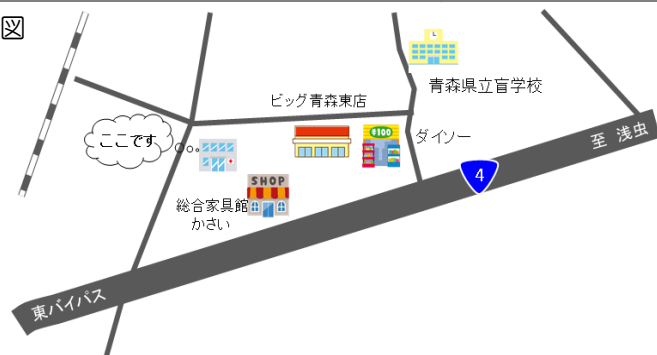 図
青森県立盲学校
ビッグ青森東店
ここです
¥100
ダイソー
至 浅虫
4
SHOP
総合家具館
かさい
東バイパス